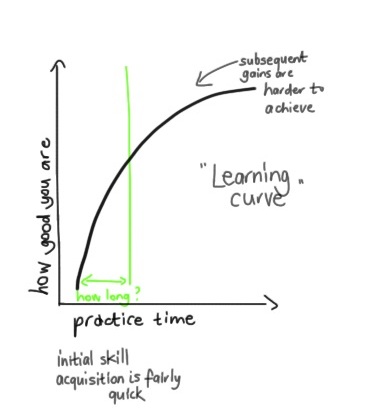 subsequent
gains are
harder to
achieve
"Learning"
curve
how good you are
how long?
practice time
initial skill
acquisition is fairly
quick